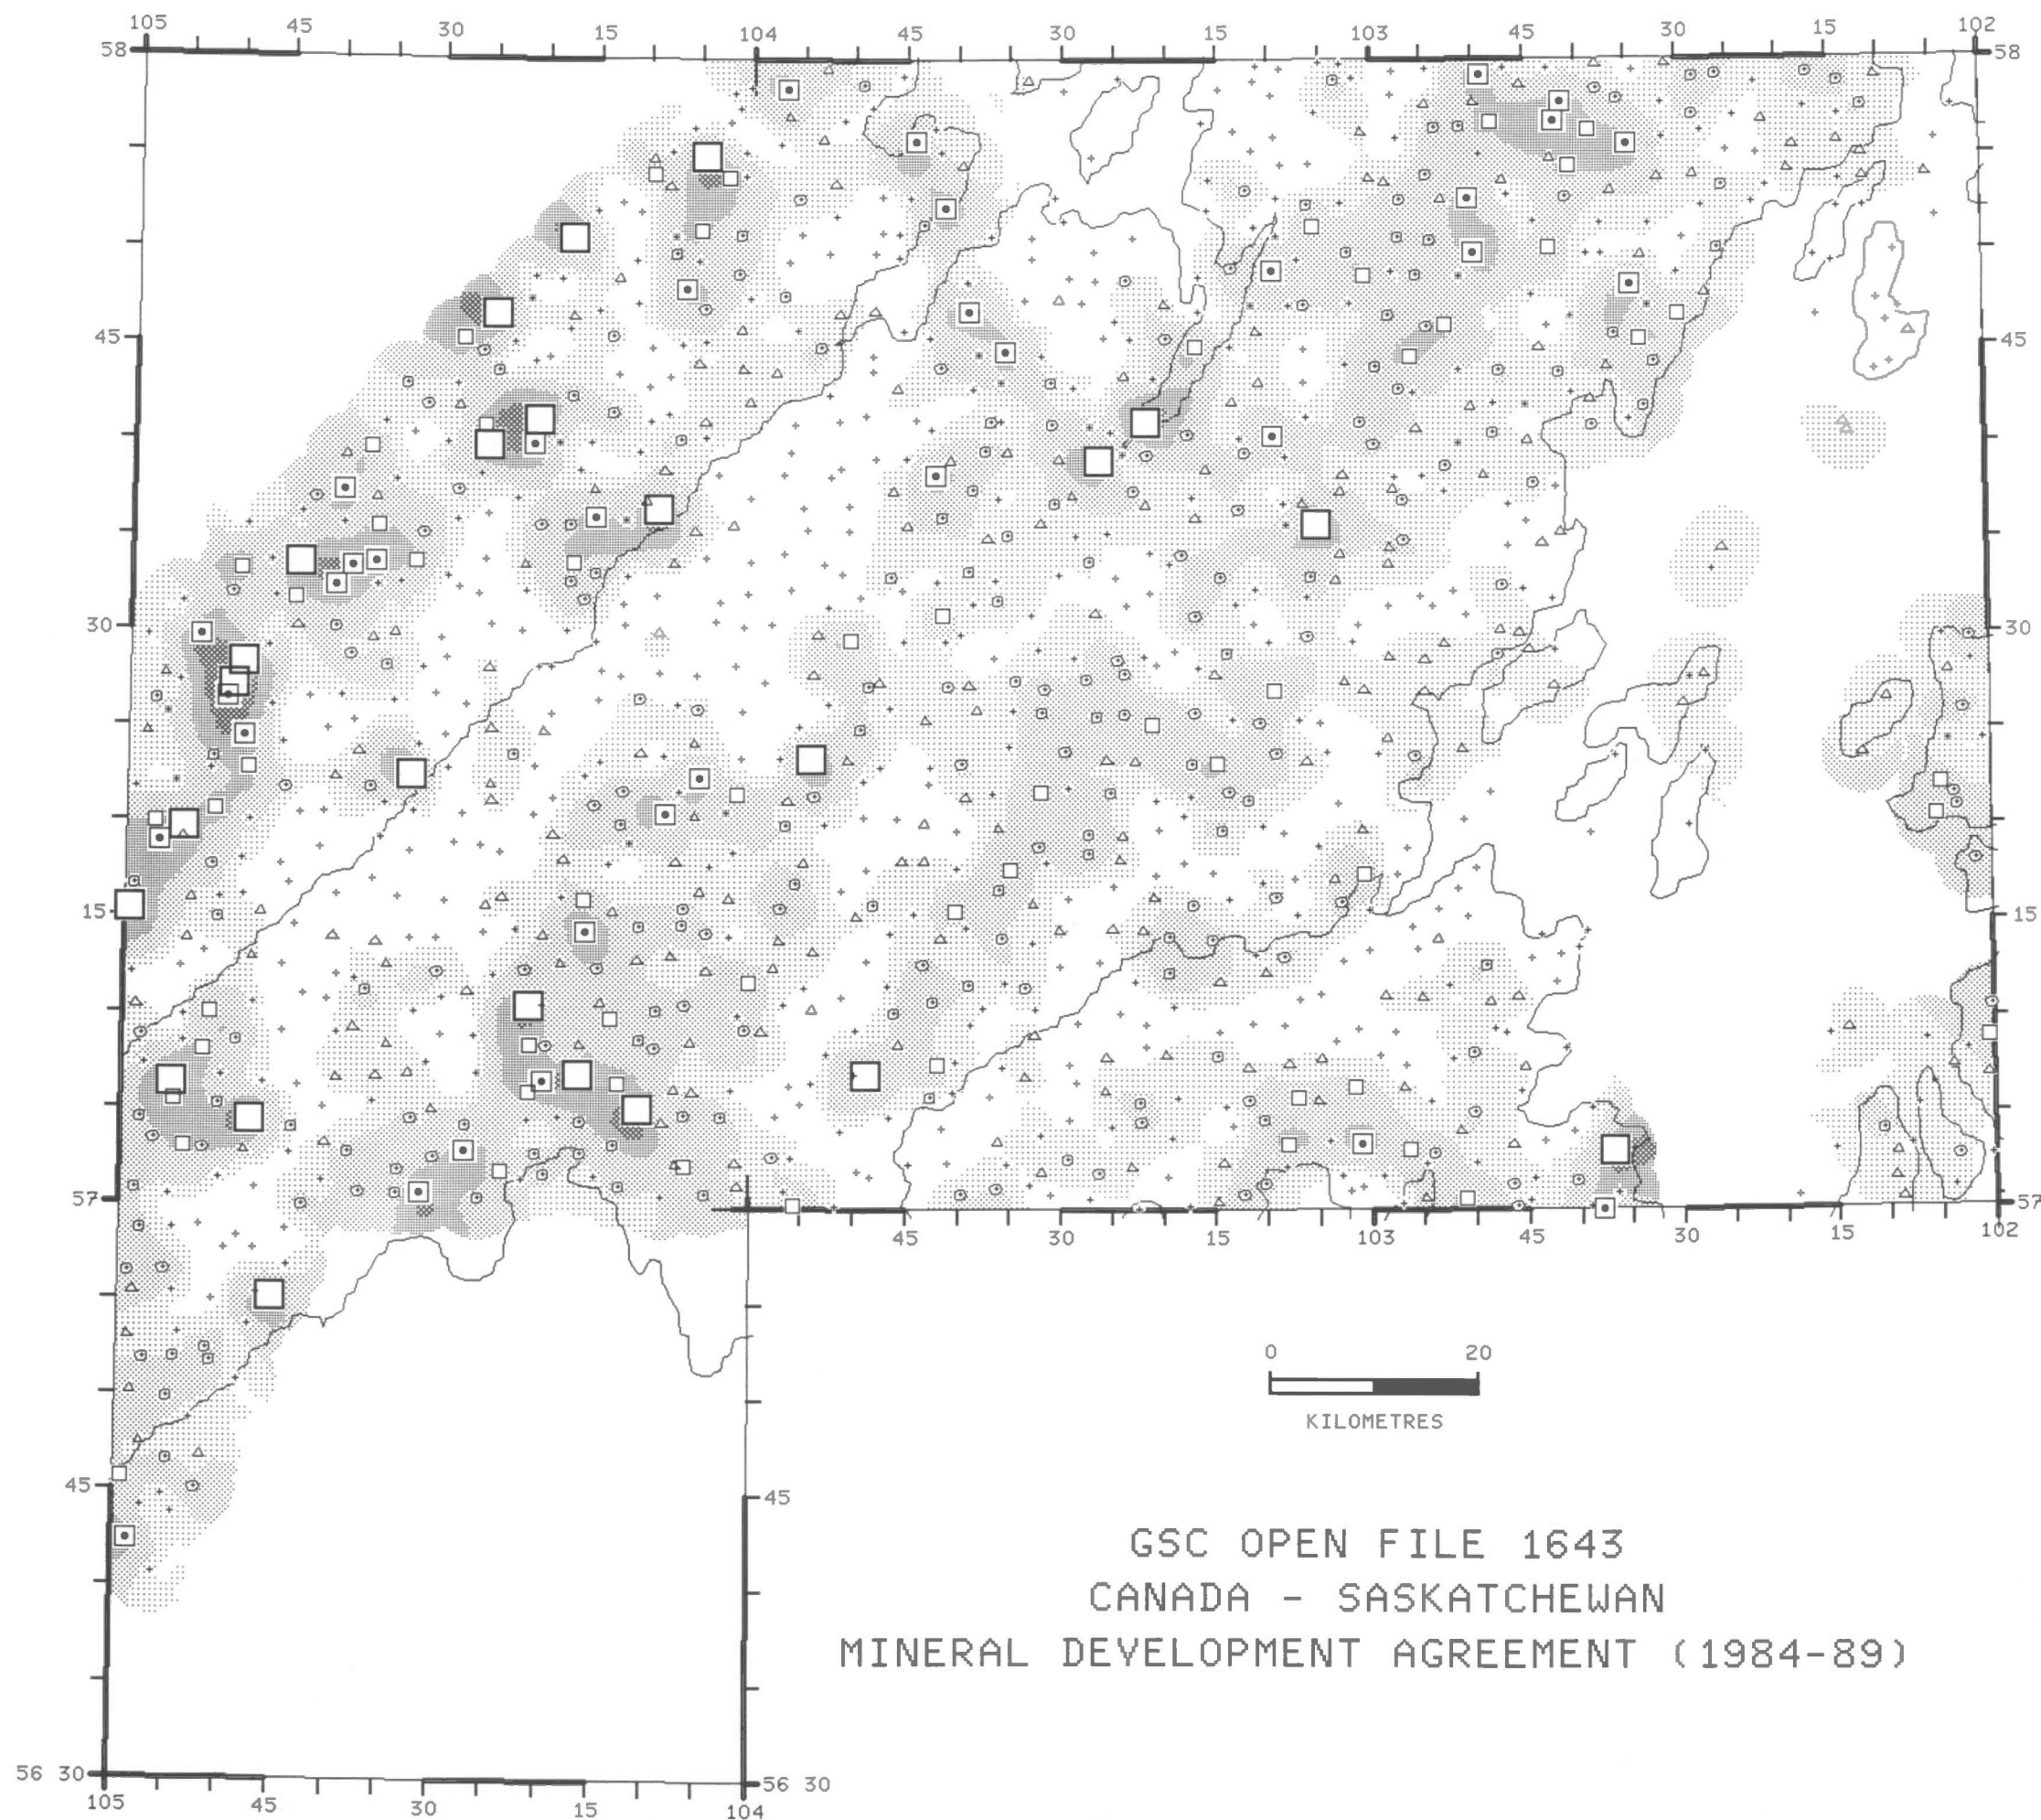 105 45 30 15 104 45 30 15 103 45 30 15 102
58 58
45 45
30 30
15 15
57 57
45 30 15 103 45 30 15 102
0 20
KILOMETRES
45 45
GSC OPEN FILE 1643
CANADA - SASKATCHEWAN
MINERAL DEVELOPMENT AGREEMENT (1984-89)
56 30 56 30
105 45 30 15 104